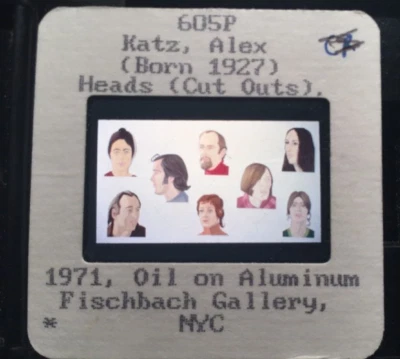 605P
Katz, Alex
(Born 1927)
Heads (Cut Outs).
1971, Oil on Aluminum
Fischbach Gallery,
* NYC